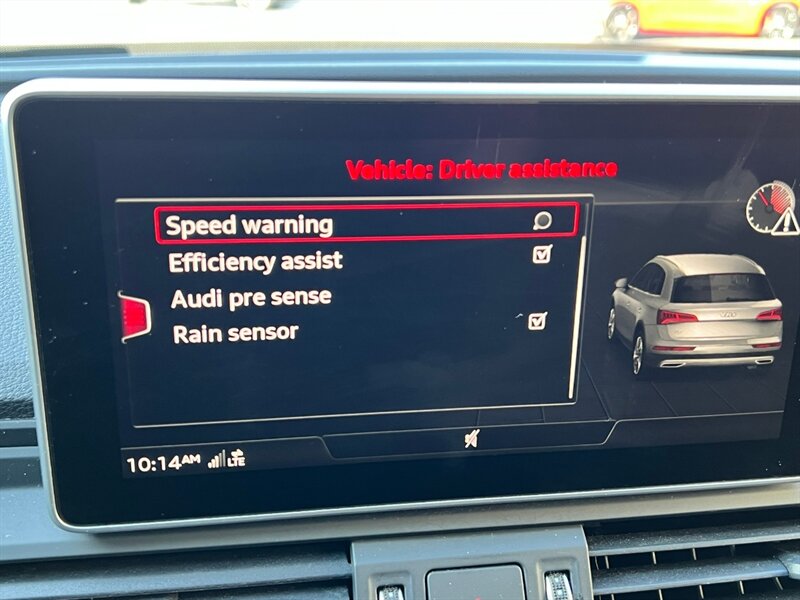 Vehicle: Driver assistance
Speed warning
Efficiency assist
Audi pre sense
Rain sensor
10:14AM LTE